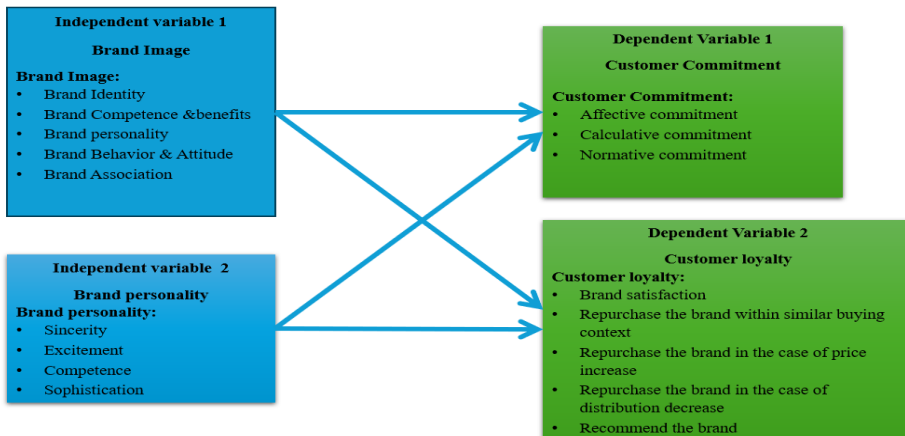 Independent variable 1
Brand Image
Brand Image:
• Brand Identity
• Brand Competence &benefits
• Brand personality
• Brand Behavior & Attitude
• Brand Association
Dependent Variable 1
Customer Commitment
Customer Commitment:
• Affective commitment
• Calculative commitment
• Normative commitment
Independent variable 2
Brand personality
Brand personality:
• Sincerity
• Excitement
• Competence
• Sophistication
Dependent Variable 2
Customer loyalty
Customer loyalty:
• Brand satisfaction
• Repurchase the brand within similar buying
context
• Repurchase the brand in the case of price
increase
• Repurchase the brand in the case of
distribution decrease
• Recommend the brand